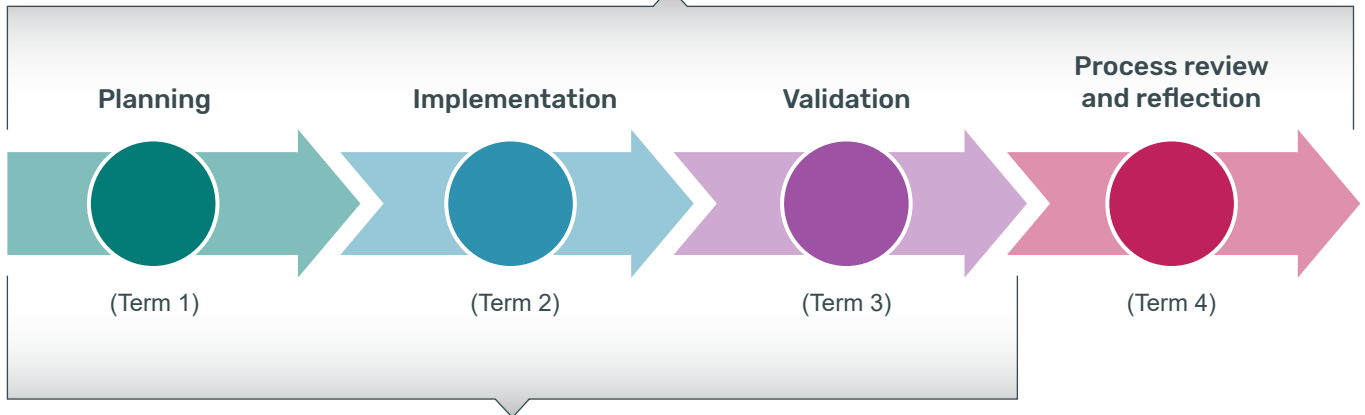 Planning
Implementation
Validation
Process review
and reflection
(Term 1)
(Term 2)
(Term 3)
(Term 4)